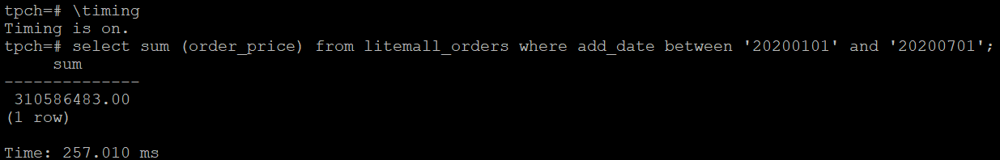 tpch=# \timing
Timing is on.
tpch=# select sum (order_price) from litemall_orders where add_date between '20200101' and '20200701';
     sum
--------------
 310586483.00
(1 row)

Time: 257.010 ms